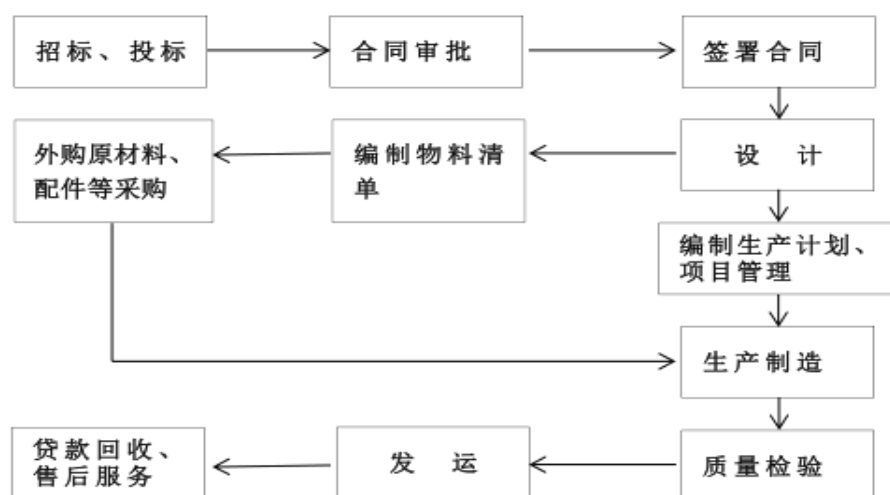 招标、投标
合同审批
签署合同
外购原材料、
配件等采购
编制物料清
单
设 计
编制生产计划、
项目管理
生产制造
贷款回收、
售后服务
发 运
质量检验